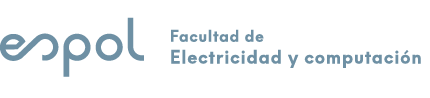 espol
Facultad de
Electricidad y computación